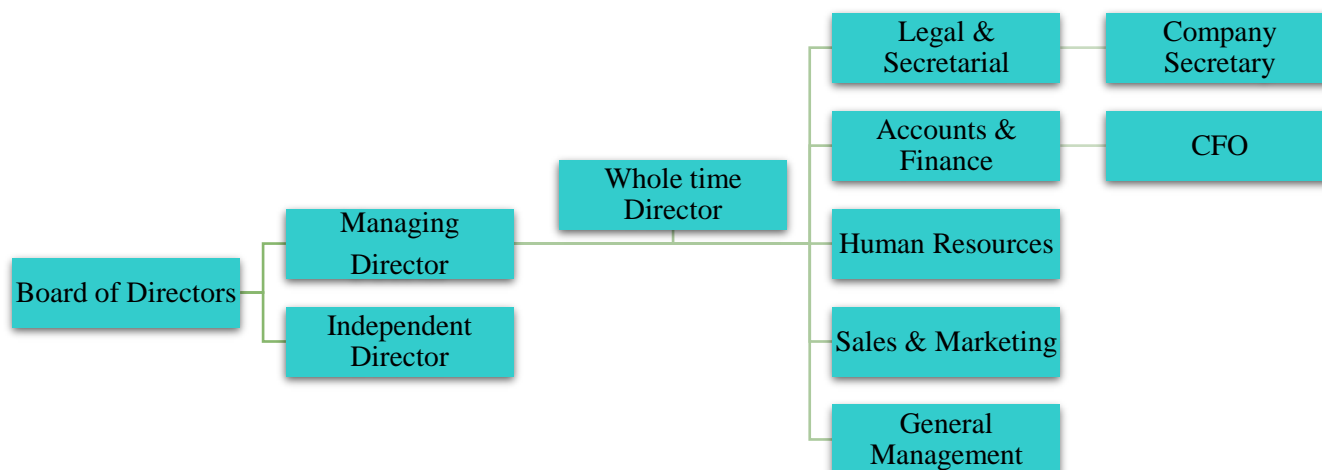 Board of Directors
Managing
Director
Independent
Director
Whole time
Director
Legal &
Secretarial
Company
Secretary
Accounts &
Finance
CFO
Human Resources
Sales & Marketing
General
Management